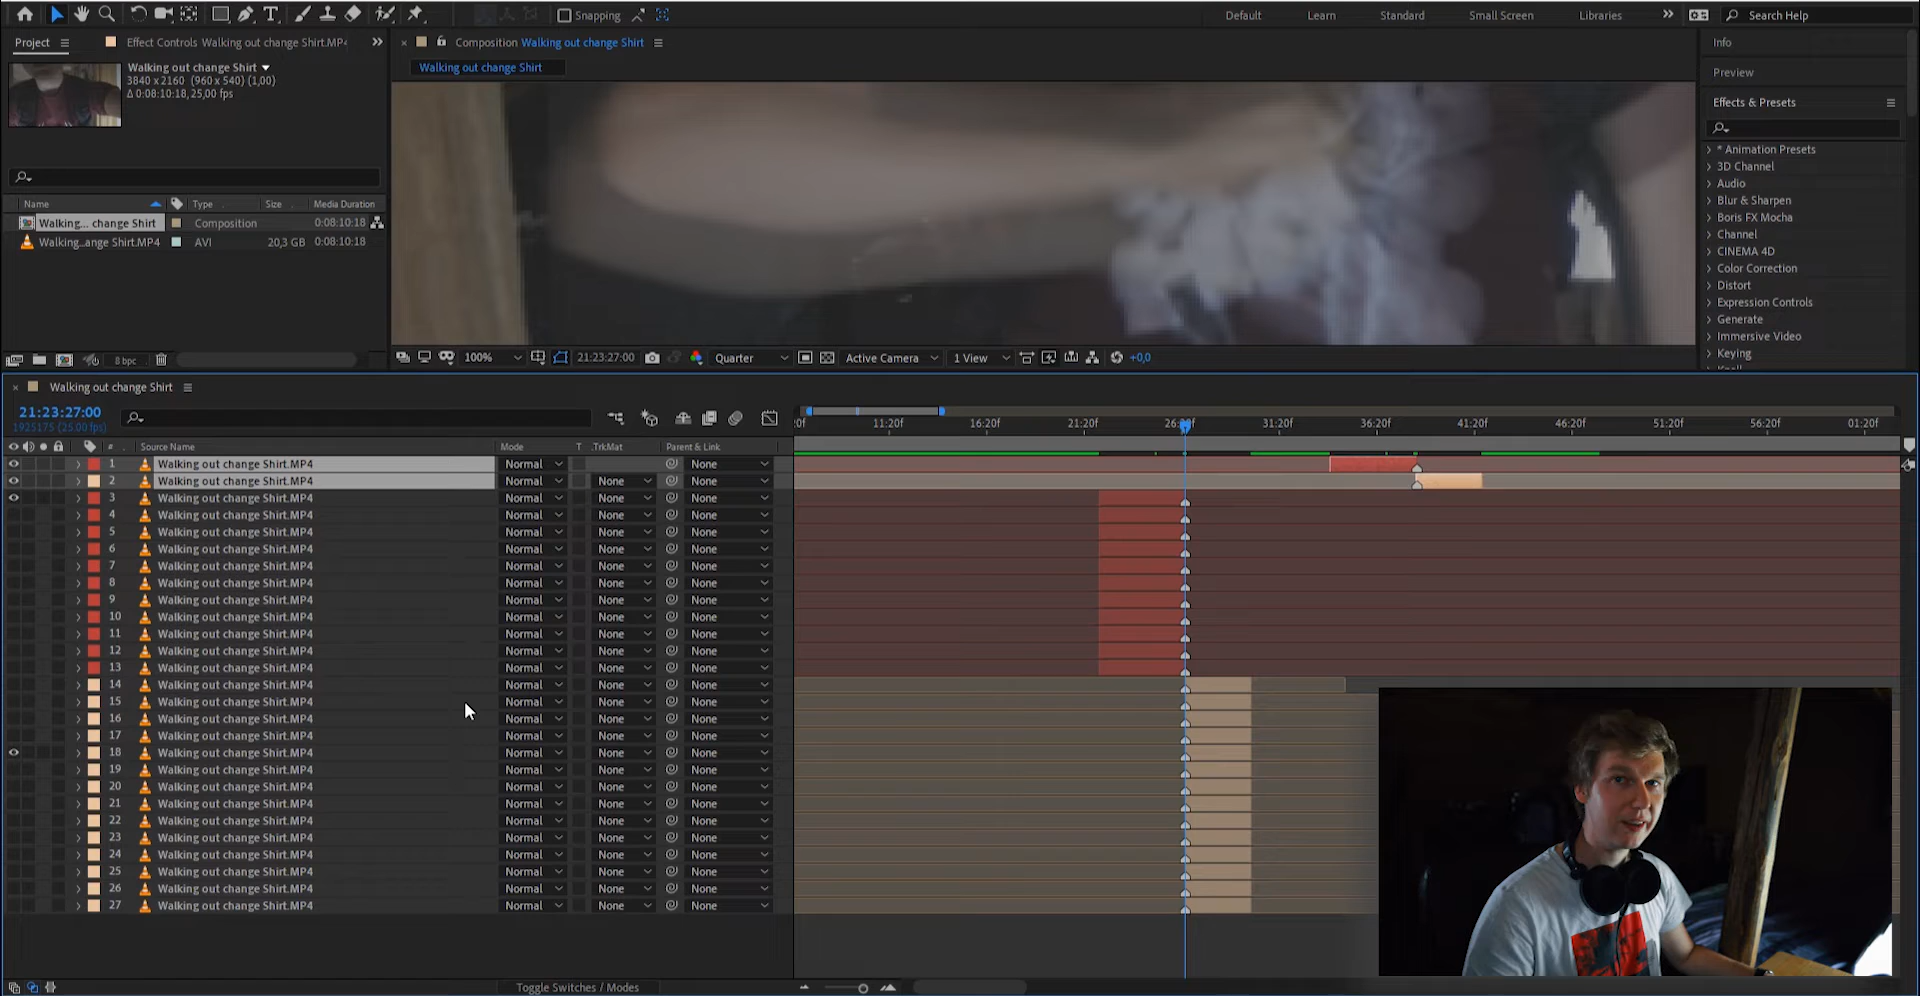 Snapping
Default
Learn
Standard
Small Screen
Libraries
Search Help
Project
Effect Controls Walking out change Shirt.MP4
Composition Walking out change Shirt
Info
Walking out change Shirt
3840 x 2160 (960 x 540) (1,00)
Δ 0:08:10:18, 25,00 fps
Walking out change Shirt
Preview
Effects & Presets
* Animation Presets
3D Channel
Audio
Blur & Sharpen
Boris FX Mocha
Channel
CINEMA 4D
Color Correction
Distort
Expression Controls
Generate
Immersive Video
Keying
Name Type Size Media Duration
Walking... change Shirt Composition 0:08:10:18
Walking...ange Shirt.MP4 AVI 20,3 GB 0:08:10:18
8 bpc
100% 21:23:27:00 Quarter Active Camera 1 View +0,0
Walking out change Shirt
21:23:27:00
1925175 (25.00 fps)
11:20f 16:20f 21:20f 31:20f 36:20f 41:20f 46:20f 51:20f 56:20f 01:20f
# Source Name Mode T .TrkMat Parent & Link
1 Walking out change Shirt.MP4 Normal None
2 Walking out change Shirt.MP4 Normal None None
3 Walking out change Shirt.MP4 Normal None None
4 Walking out change Shirt.MP4 Normal None None
5 Walking out change Shirt.MP4 Normal None None
6 Walking out change Shirt.MP4 Normal None None
7 Walking out change Shirt.MP4 Normal None None
8 Walking out change Shirt.MP4 Normal None None
9 Walking out change Shirt.MP4 Normal None None
10 Walking out change Shirt.MP4 Normal None None
11 Walking out change Shirt.MP4 Normal None None
12 Walking out change Shirt.MP4 Normal None None
13 Walking out change Shirt.MP4 Normal None None
14 Walking out change Shirt.MP4 Normal None None
15 Walking out change Shirt.MP4 Normal None None
16 Walking out change Shirt.MP4 Normal None None
17 Walking out change Shirt.MP4 Normal None None
18 Walking out change Shirt.MP4 Normal None None
19 Walking out change Shirt.MP4 Normal None None
20 Walking out change Shirt.MP4 Normal None None
21 Walking out change Shirt.MP4 Normal None None
22 Walking out change Shirt.MP4 Normal None None
23 Walking out change Shirt.MP4 Normal None None
24 Walking out change Shirt.MP4 Normal None None
25 Walking out change Shirt.MP4 Normal None None
26 Walking out change Shirt.MP4 Normal None None
27 Walking out change Shirt.MP4 Normal None None
Toggle Switches / Modes